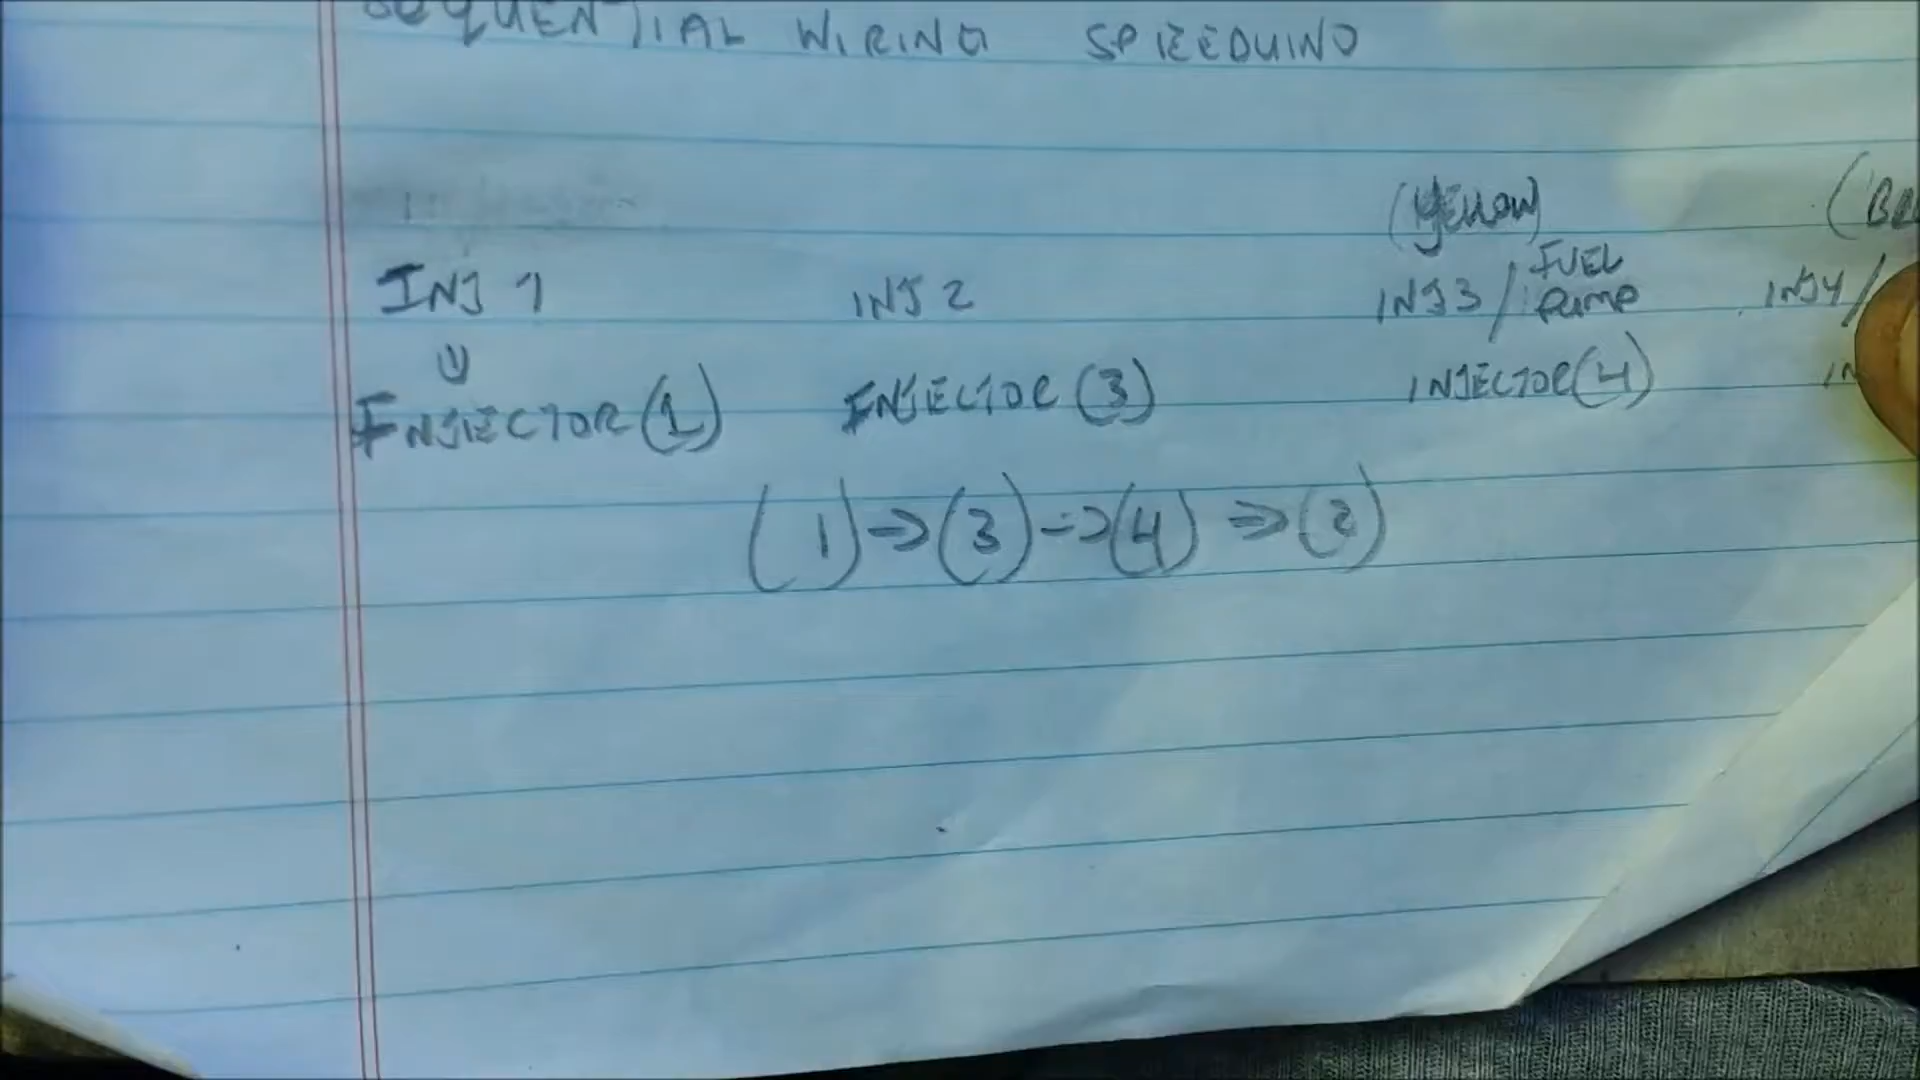 SEQUENTIAL WIRING SPEEDUINO
(YELLOW)
INJ 1 INJ 2 INJ3 / FUEL PUMP INJ4/
INJECTOR (1) INJECTOR (3) INJECTOR (4)
(1) => (3) => (4) => (2)